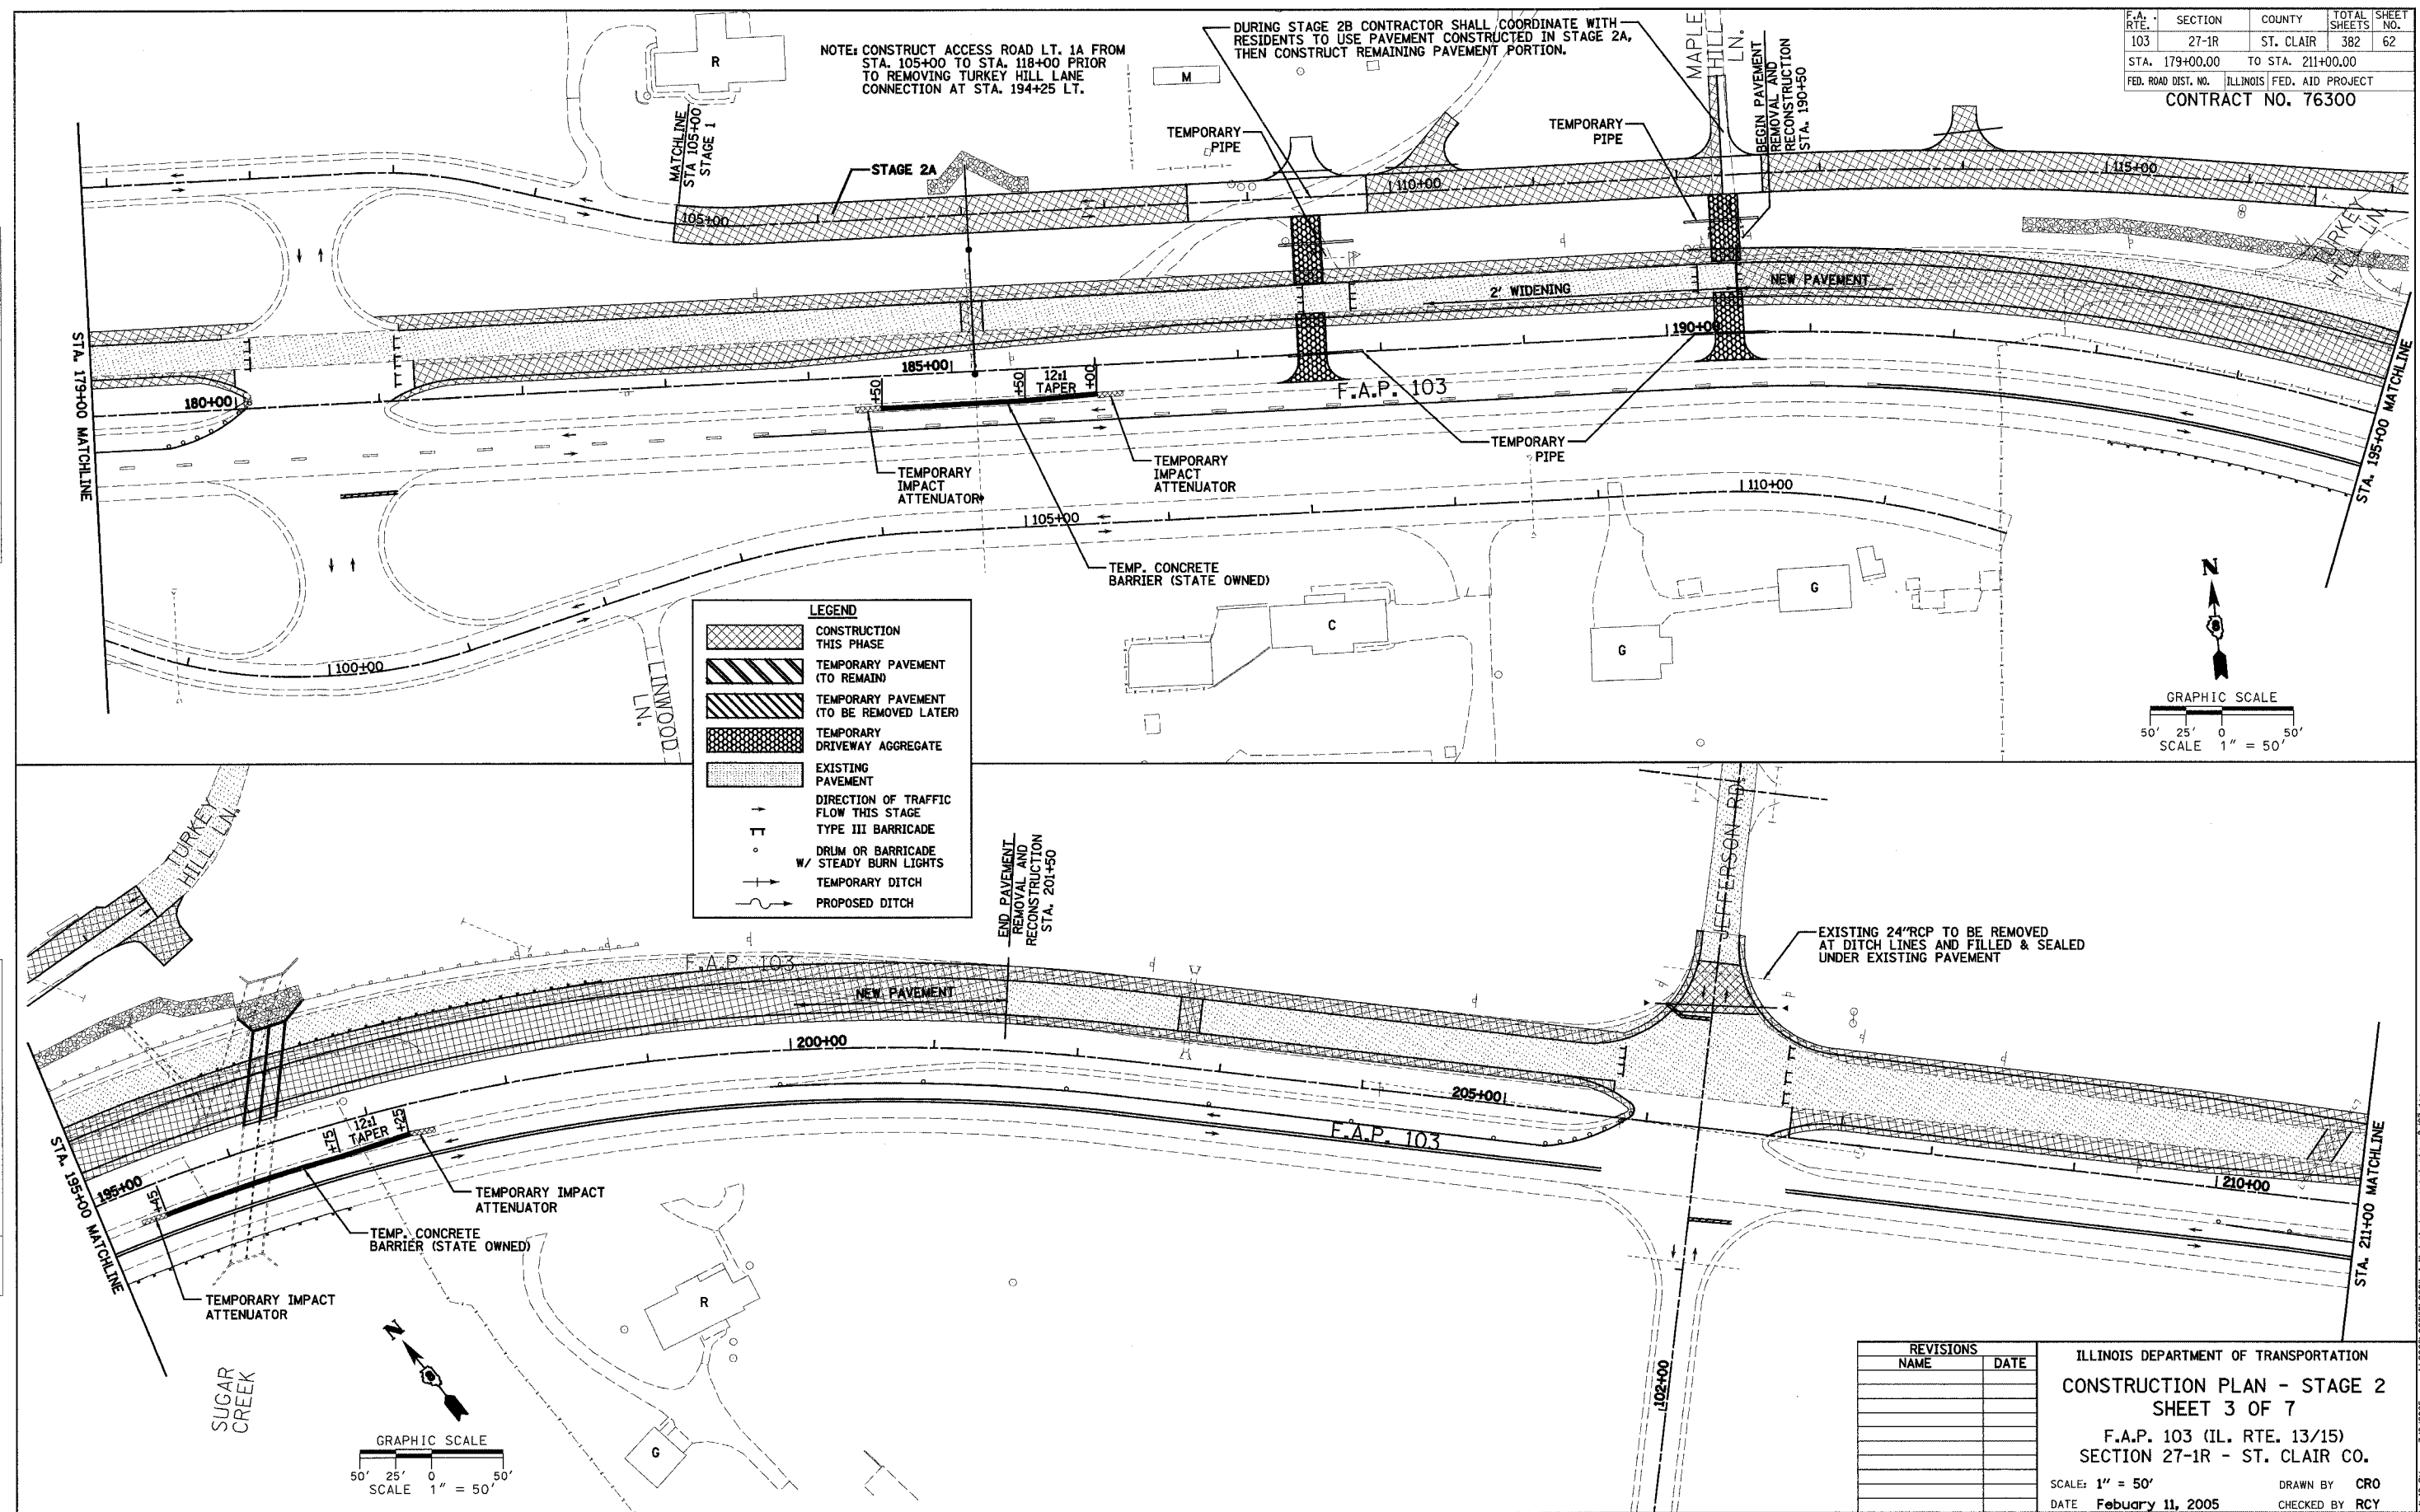 F.A. RTE. SECTION COUNTY TOTAL SHEETS SHEET NO.
103 27-1R ST. CLAIR 382 62
STA. 179+00.00 TO STA. 211+00.00
FED. ROAD DIST. NO. ILLINOIS FED. AID PROJECT
CONTRACT NO. 76300
NOTE: CONSTRUCT ACCESS ROAD LT. 1A FROM
STA. 105+00 TO STA. 118+00 PRIOR
TO REMOVING TURKEY HILL LANE
CONNECTION AT STA. 194+25 LT.
DURING STAGE 2B CONTRACTOR SHALL COORDINATE WITH
RESIDENTS TO USE PAVEMENT CONSTRUCTED IN STAGE 2A,
THEN CONSTRUCT REMAINING PAVEMENT PORTION.
R
M
MAPLE
HILL
LN.
BEGIN PAVEMENT
REMOVAL AND
RECONSTRUCTION
STA. 190+50
MATCHLINE
STA 105+00
STAGE 1
TEMPORARY
PIPE
TEMPORARY
PIPE
STAGE 2A
105+00
110+00
115+00
TURKEY
HILL LN.
2' WIDENING
NEW PAVEMENT
STA. 179+00 MATCHLINE
180+00
185+00
190+00
+50
+50
12:1
TAPER
+00
F.A.P. 103
STA. 195+00 MATCHLINE
TEMPORARY
IMPACT
ATTENUATOR
TEMPORARY
IMPACT
ATTENUATOR
TEMPORARY
PIPE
105+00
110+00
TEMP. CONCRETE
BARRIER (STATE OWNED)
100+00
LINWOOD
LN.
C
G
G
N
GRAPHIC SCALE
50' 25' 0 50'
SCALE 1" = 50'
LEGEND
CONSTRUCTION
THIS PHASE
TEMPORARY PAVEMENT
(TO REMAIN)
TEMPORARY PAVEMENT
(TO BE REMOVED LATER)
TEMPORARY
DRIVEWAY AGGREGATE
EXISTING
PAVEMENT
DIRECTION OF TRAFFIC
FLOW THIS STAGE
TYPE III BARRICADE
DRUM OR BARRICADE
W/ STEADY BURN LIGHTS
TEMPORARY DITCH
PROPOSED DITCH
TURKEY
HILL LN.
END PAVEMENT
REMOVAL AND
RECONSTRUCTION
STA. 201+50
JEFFERSON RD.
EXISTING 24"RCP TO BE REMOVED
AT DITCH LINES AND FILLED & SEALED
UNDER EXISTING PAVEMENT
F.A.P. 103
NEW PAVEMENT
200+00
205+00
210+00
F.A.P. 103
STA. 195+00 MATCHLINE
195+00
+45
+75
12:1
TAPER
+25
TEMPORARY IMPACT
ATTENUATOR
TEMP. CONCRETE
BARRIER (STATE OWNED)
TEMPORARY IMPACT
ATTENUATOR
STA. 211+00 MATCHLINE
102+00
SUGAR
CREEK
N
R
G
GRAPHIC SCALE
50' 25' 0 50'
SCALE 1" = 50'
REVISIONS
NAME DATE
ILLINOIS DEPARTMENT OF TRANSPORTATION
CONSTRUCTION PLAN - STAGE 2
SHEET 3 OF 7
F.A.P. 103 (IL. RTE. 13/15)
SECTION 27-1R - ST. CLAIR CO.
SCALE: 1" = 50' DRAWN BY CRO
DATE Febuary 11, 2005 CHECKED BY RCY